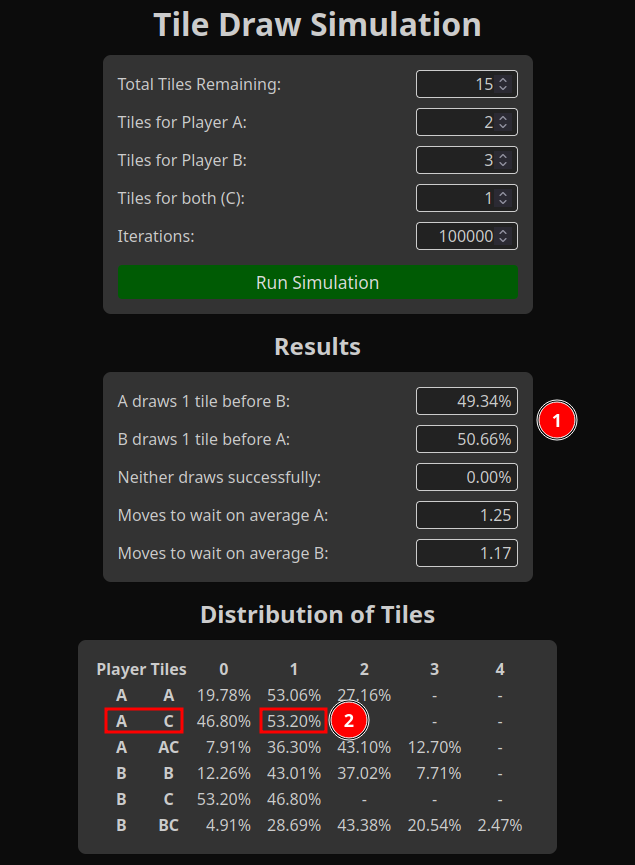 Tile Draw Simulation
Total Tiles Remaining: 15
Tiles for Player A: 2
Tiles for Player B: 3
Tiles for both (C): 1
Iterations: 100000
Run Simulation
Results
A draws 1 tile before B: 49.34%
1
B draws 1 tile before A: 50.66%
Neither draws successfully: 0.00%
Moves to wait on average A: 1.25
Moves to wait on average B: 1.17
Distribution of Tiles
Player Tiles 0 1 2 3 4
A A 19.78% 53.06% 27.16% - -
A C 46.80% 53.20% 2 - -
A AC 7.91% 36.30% 43.10% 12.70% -
B B 12.26% 43.01% 37.02% 7.71% -
B C 53.20% 46.80% - - -
B BC 4.91% 28.69% 43.38% 20.54% 2.47%